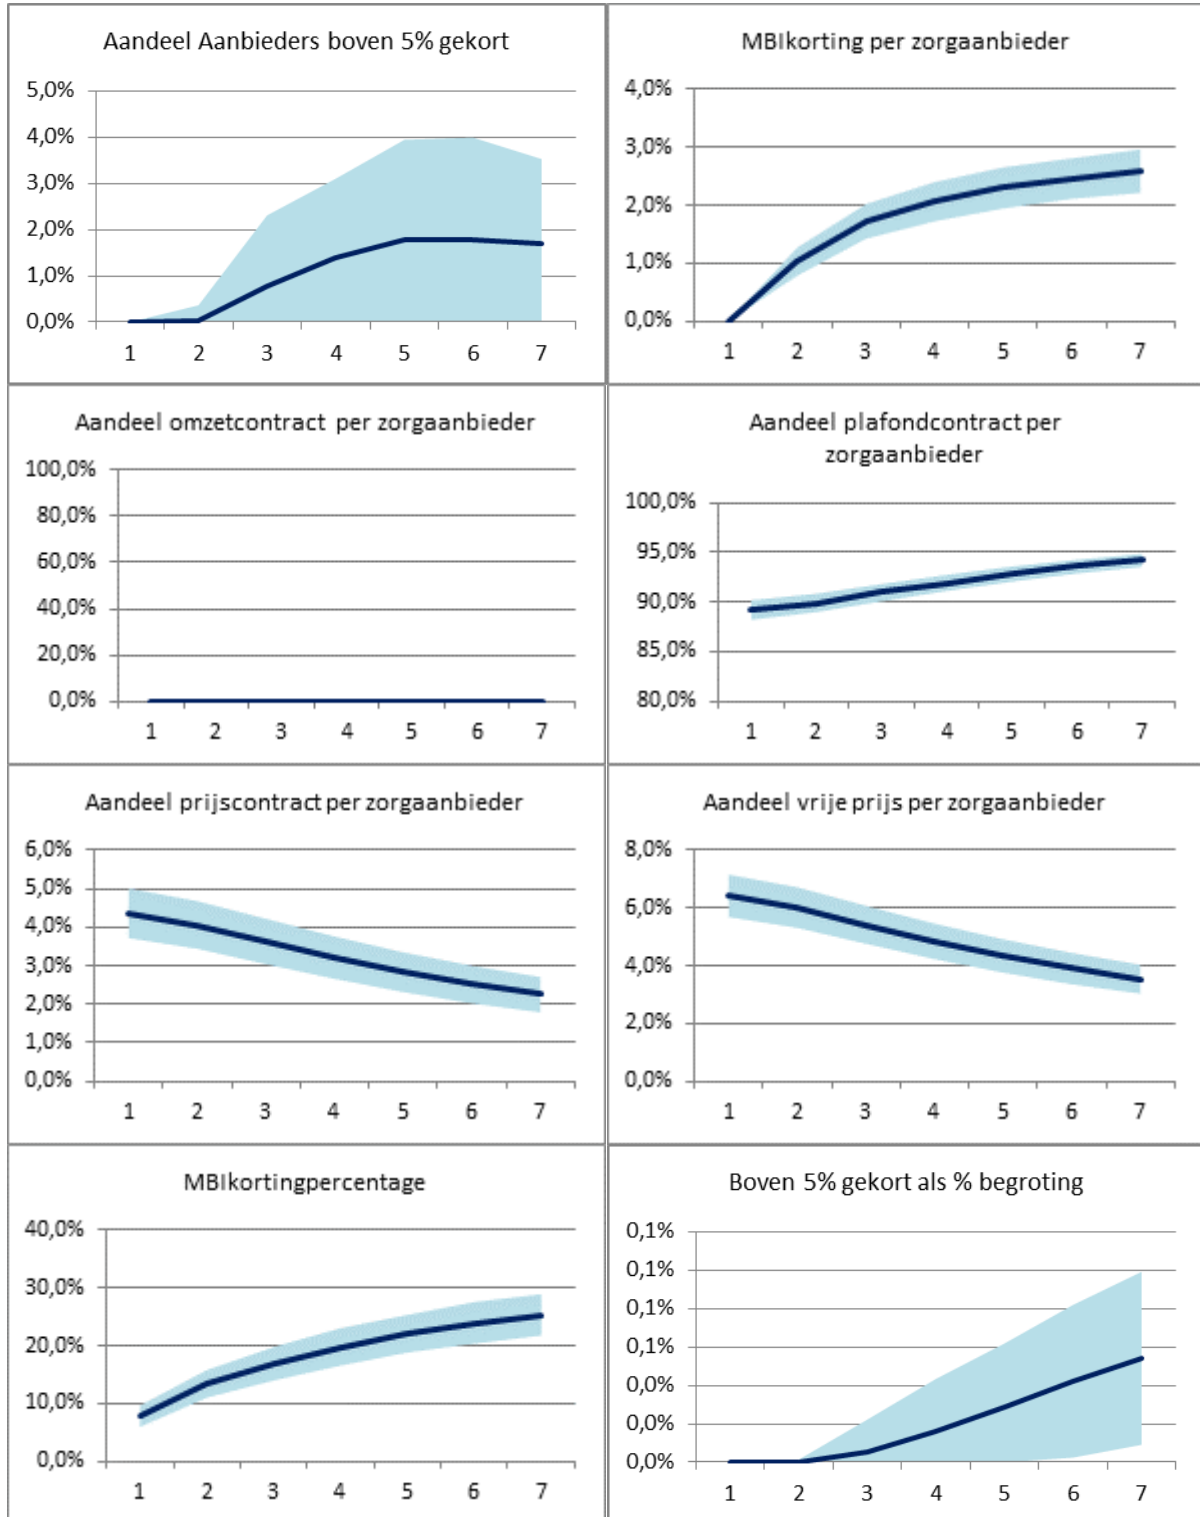 Aandeel Aanbieders boven 5% gekort
5,0%
4,0%
3,0%
2,0%
1,0%
0,0%
1 2 3 4 5 6 7
MBIkorting per zorgaanbieder
4,0%
3,0%
2,0%
1,0%
0,0%
1 2 3 4 5 6 7
Aandeel omzetcontract per zorgaanbieder
100,0%
80,0%
60,0%
40,0%
20,0%
0,0%
1 2 3 4 5 6 7
Aandeel plafondcontract per
zorgaanbieder
100,0%
95,0%
90,0%
85,0%
80,0%
1 2 3 4 5 6 7
Aandeel prijscontract per zorgaanbieder
6,0%
5,0%
4,0%
3,0%
2,0%
1,0%
0,0%
1 2 3 4 5 6 7
Aandeel vrije prijs per zorgaanbieder
8,0%
6,0%
4,0%
2,0%
0,0%
1 2 3 4 5 6 7
MBIkortingpercentage
40,0%
30,0%
20,0%
10,0%
0,0%
1 2 3 4 5 6 7
Boven 5% gekort als % begroting
0,1%
0,1%
0,1%
0,1%
0,0%
0,0%
0,0%
1 2 3 4 5 6 7